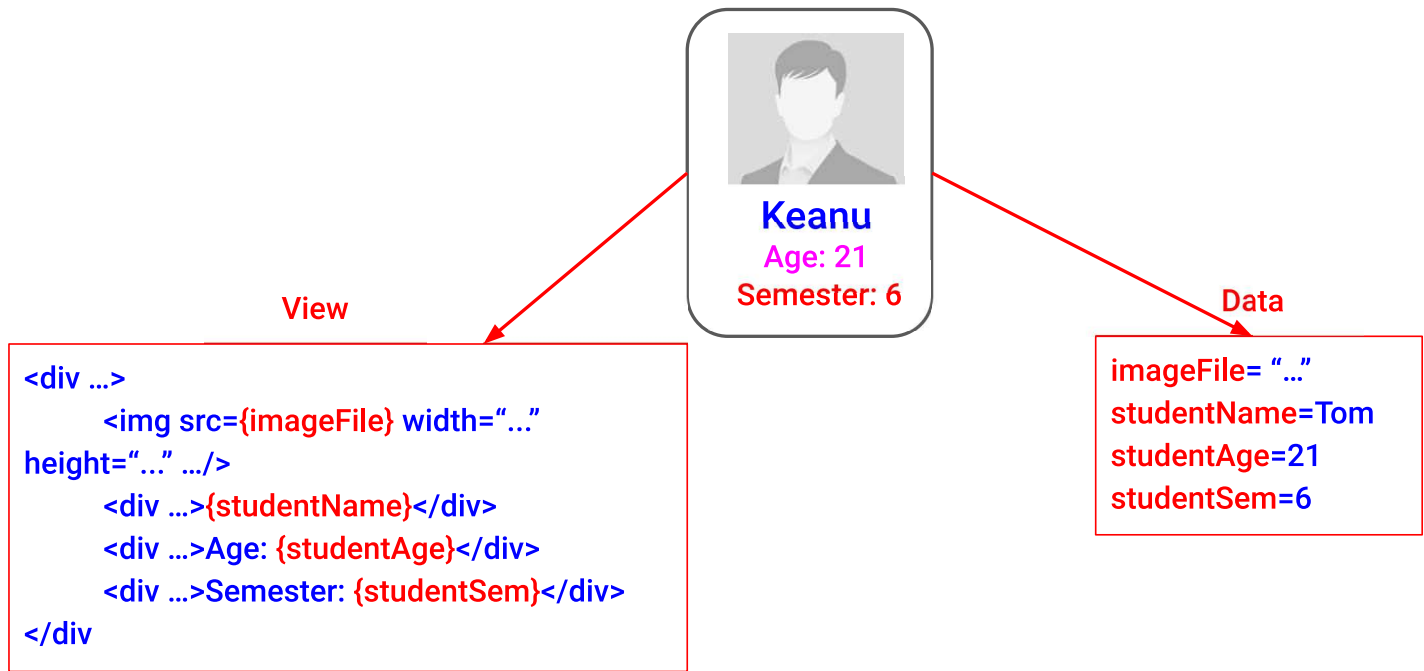 Keanu
Age: 21
Semester: 6
View
<div ...>
<img src={imageFile} width=“...”
height=“...” .../>
<div ...>{studentName}</div>
<div ...>Age: {studentAge}</div>
<div ...>Semester: {studentSem}</div>
</div
Data
imageFile= “...”
studentName=Tom
studentAge=21
studentSem=6